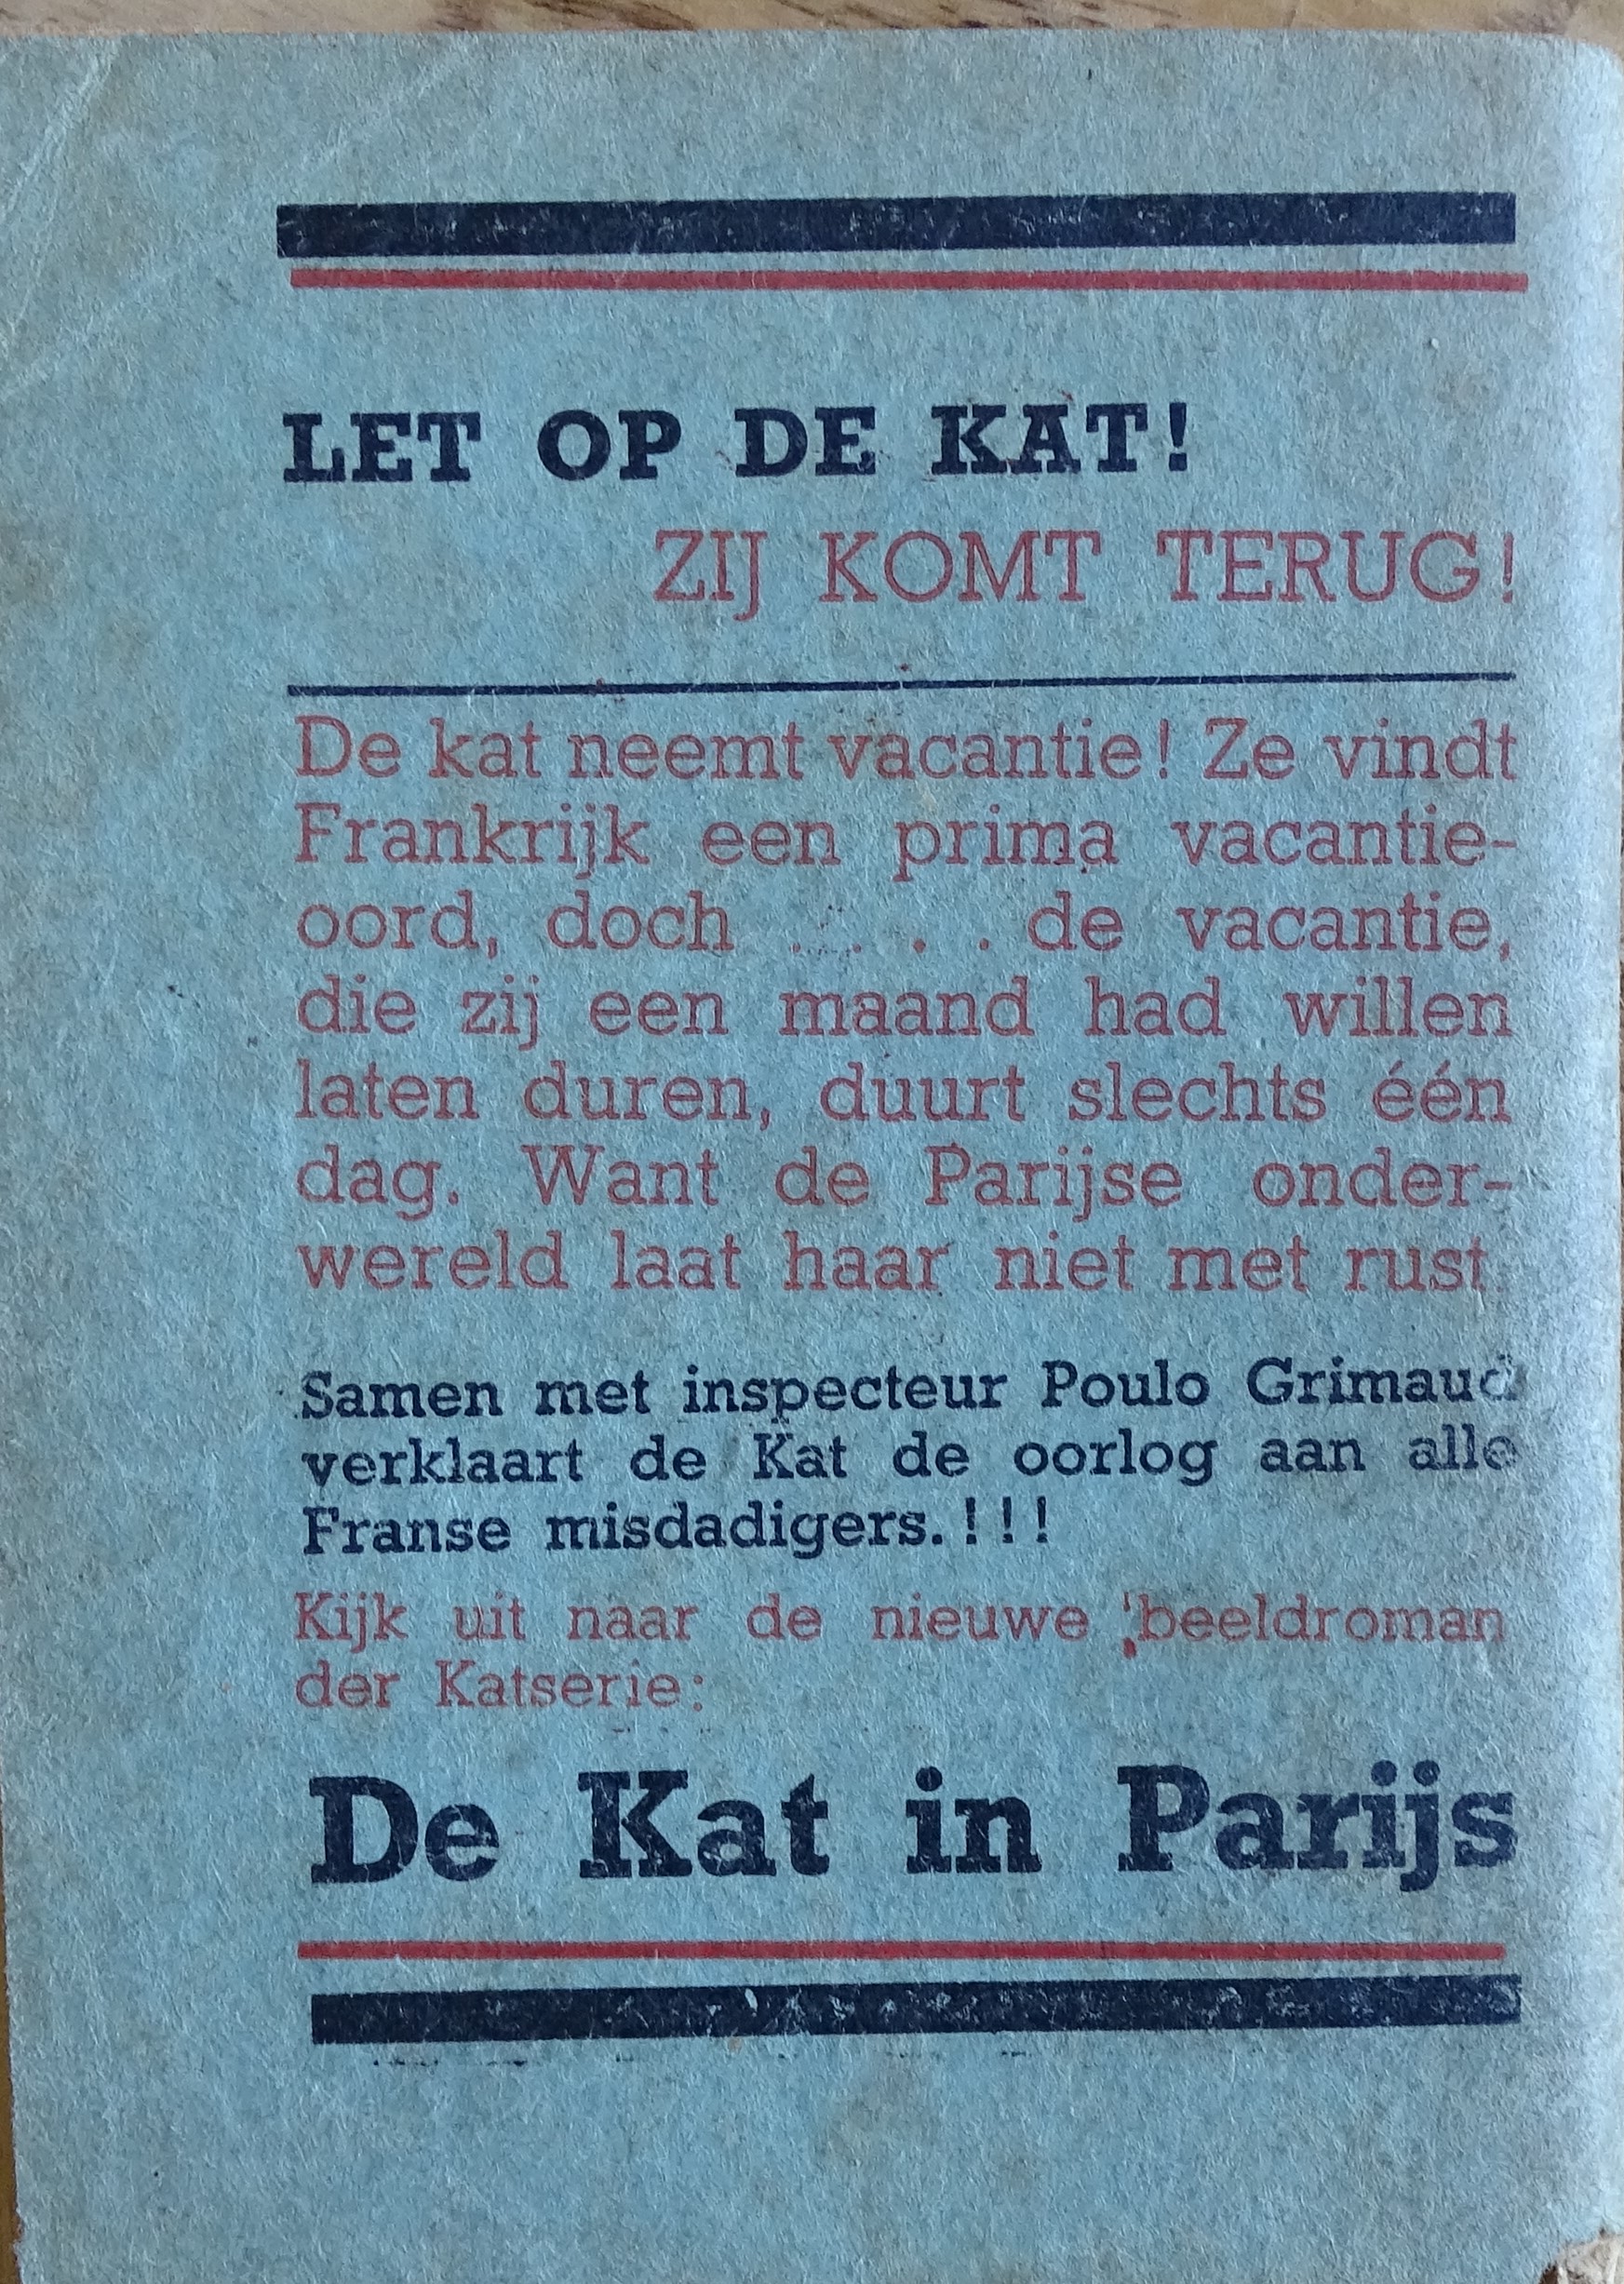 LET OP DE KAT!
ZIJ KOMT TERUG!
De kat neemt vacantie! Ze vindt
Frankrijk een prima vacantie-
oord, doch . . . . de vacantie,
die zij een maand had willen
laten duren, duurt slechts één
dag. Want de Parijse onder-
wereld laat haar niet met rust.
Samen met inspecteur Poulo Grimaud
verklaart de Kat de oorlog aan alle
Franse misdadigers.!!!
Kijk uit naar de nieuwe beeldroman
der Katserie:
De Kat in Parijs